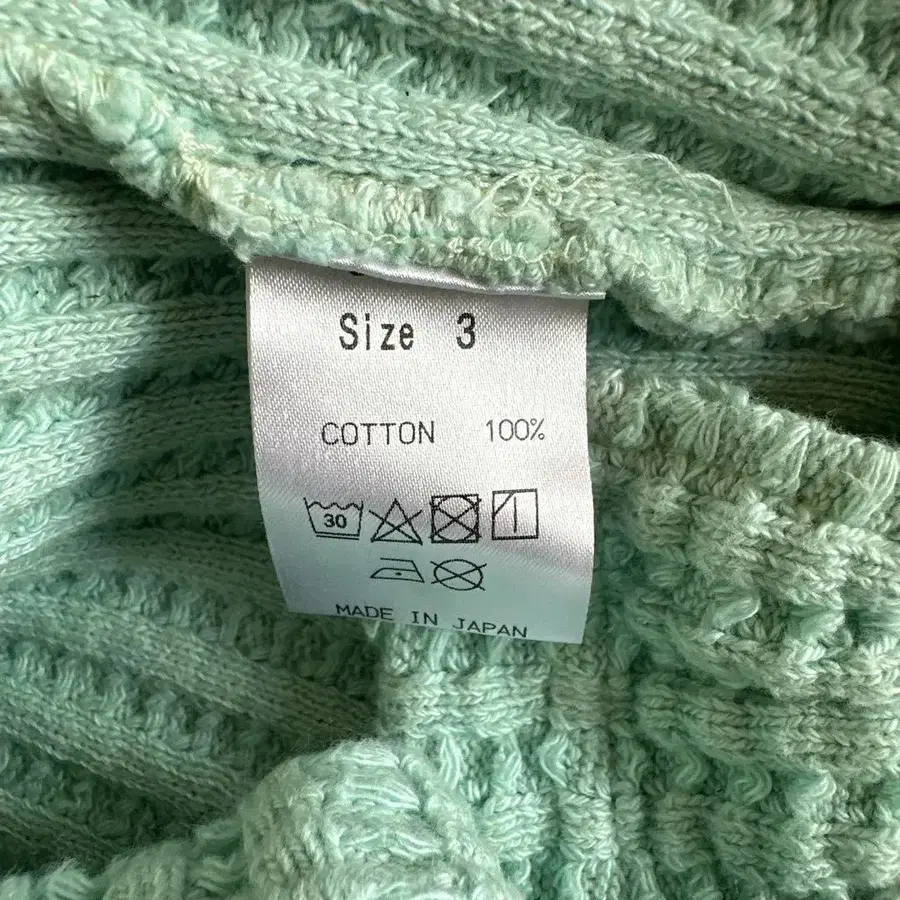 Size 3
COTTON 100%
30
MADE IN JAPAN